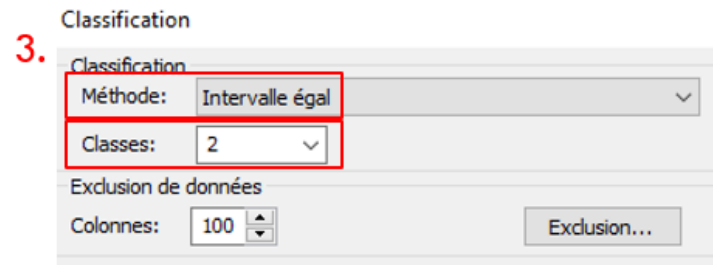 Classification
3.
Classification
Méthode: Intervalle égal
Classes: 2
Exclusion de données
Colonnes: 100 Exclusion...